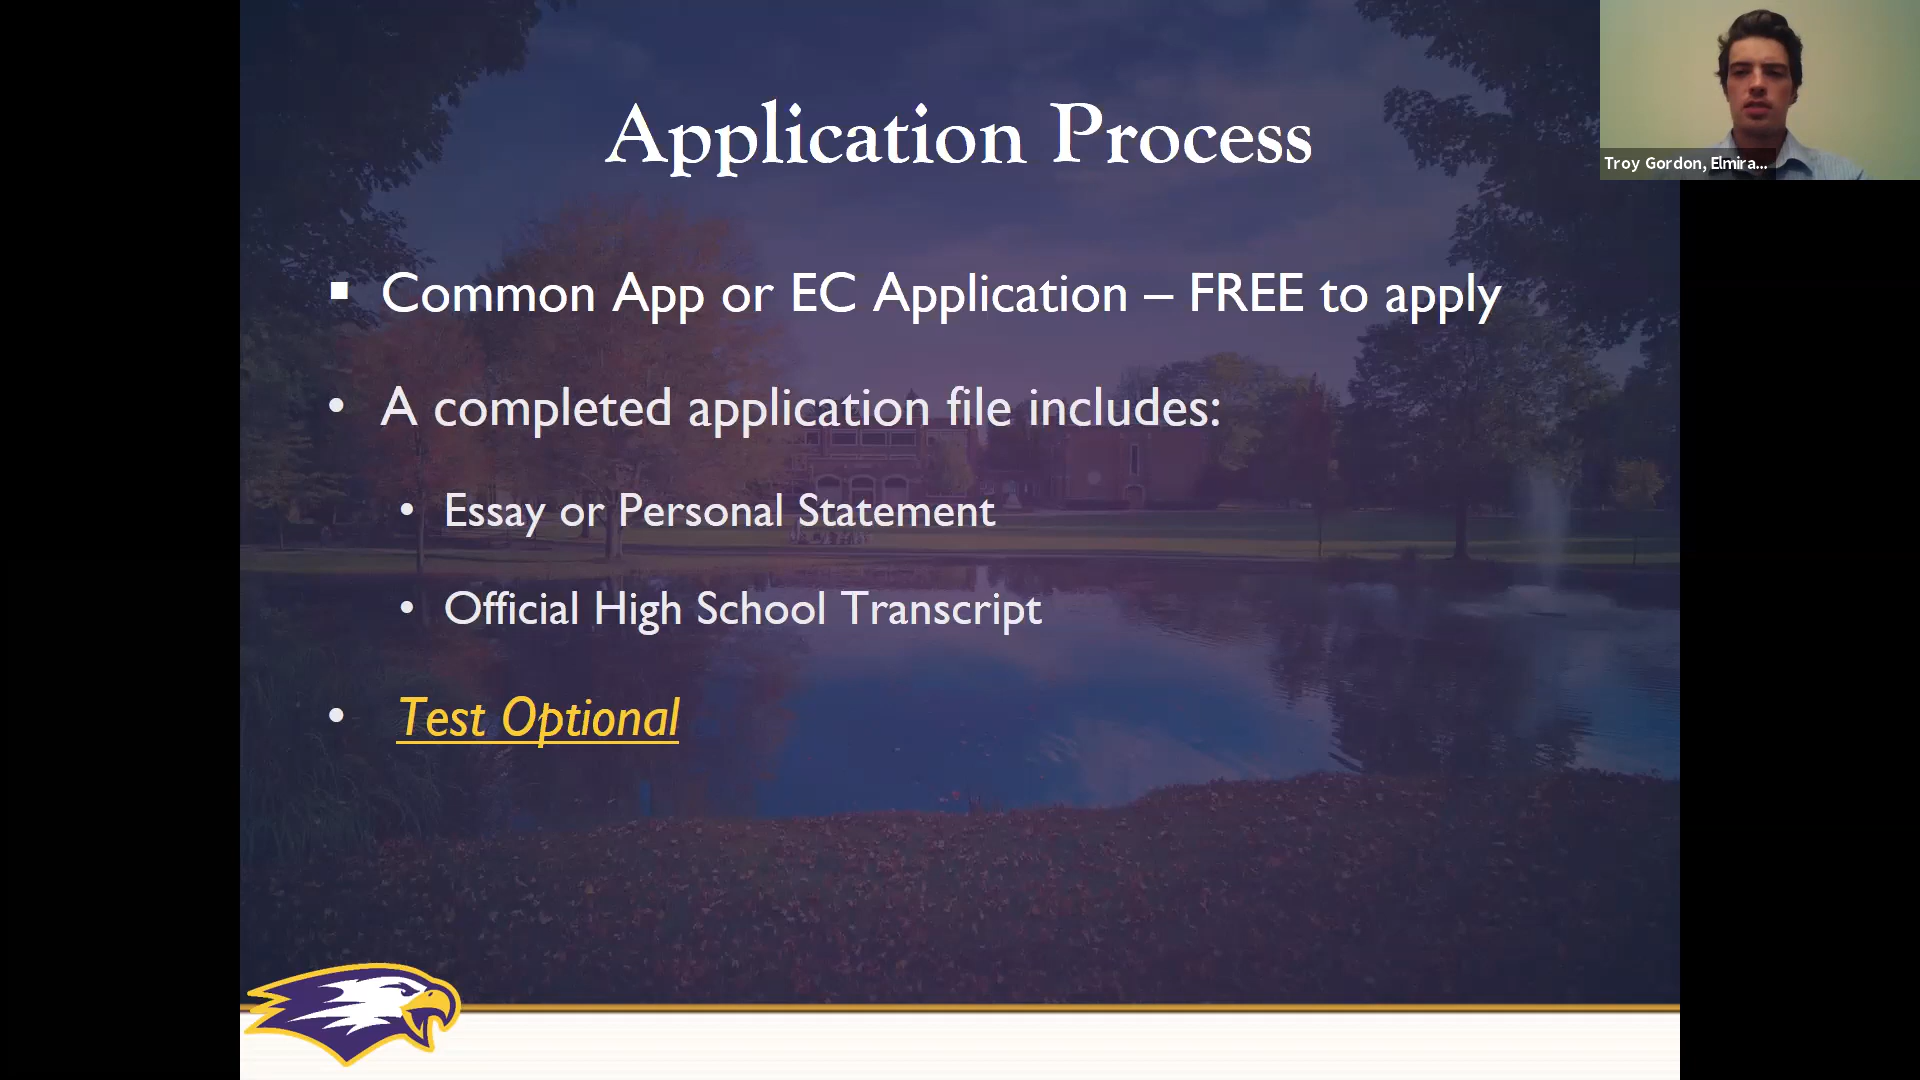 Application Process
Troy Gordon, Elmira...
▪ Common App or EC Application – FREE to apply
• A completed application file includes:
• Essay or Personal Statement
• Official High School Transcript
• Test Optional